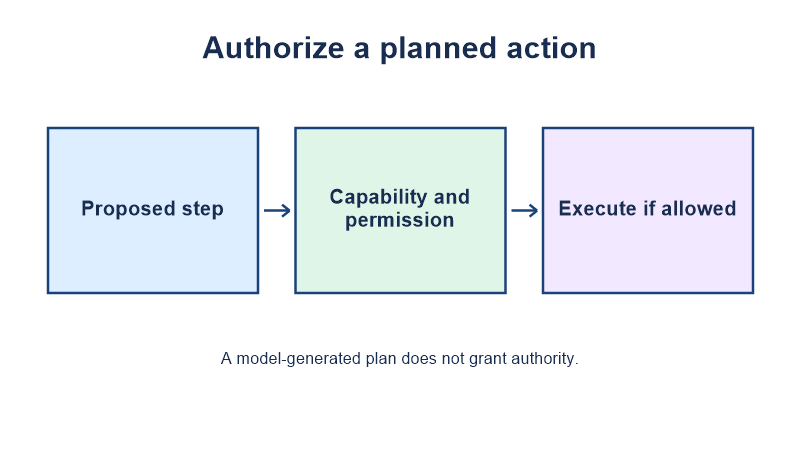 Authorize a planned action
Proposed step
Capability and
permission
Execute if allowed
A model-generated plan does not grant authority.